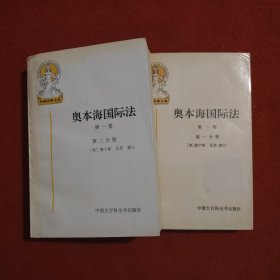 奥本海国际法
第一卷
第二分册
[英]詹宁斯 瓦茨 修订
中国大百科全书出版社
奥本海国际法
第一卷
第一分册
[英]詹宁斯 瓦茨 修订
中国大百科全书出版社